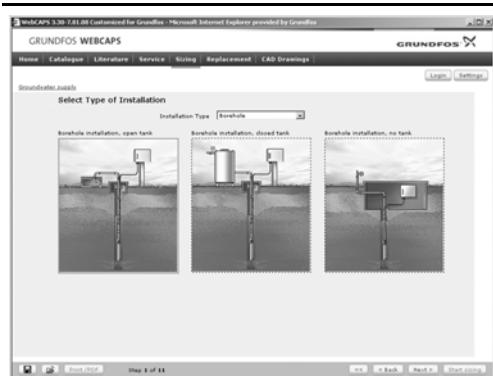 WebCAPS 3.30-7.01.08 Customized for Grundfos - Microsoft Internet Explorer provided by Grundfos
GRUNDFOS WEBCAPS
GRUNDFOS
Home Catalogue Literature Service Sizing Replacement CAD Drawings
Login Settings
Groundwater supply
Select Type of Installation
Installation Type Borehole
Borehole installation, open tank
Borehole installation, closed tank
Borehole installation, no tank
Print /PDF Step 1 of 11 << < Back Next > Start sizing